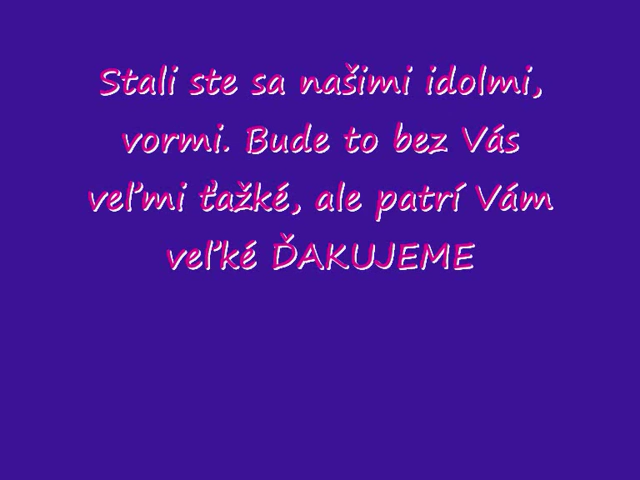 Stali ste sa našimi idolmi,
vormi. Bude to bez Vás
veľmi ťažké, ale patrí Vám
veľké ĎAKUJEME